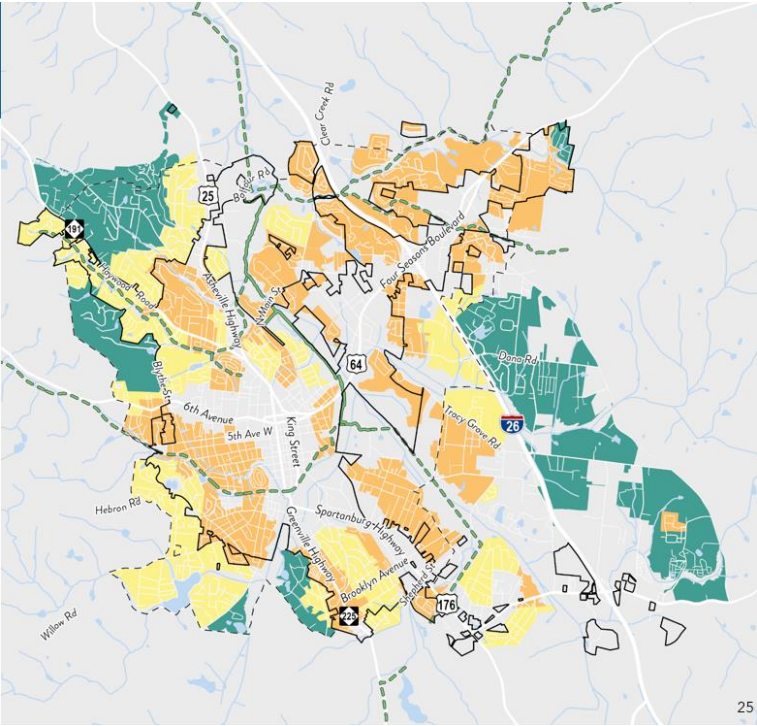 Clear Creek Rd
25
Balfour Rd
191
Haywood Road
Asheville Highway
N Main St
Four Seasons Boulevard
64
Dana Rd
Blythe St
6th Avenue
5th Ave W
King Street
Tracy Grove Rd
26
Hebron Rd
Spartanburg Highway
Greenville Highway
Brooklyn Avenue
Shepherd St
176
225
Willow Rd
25